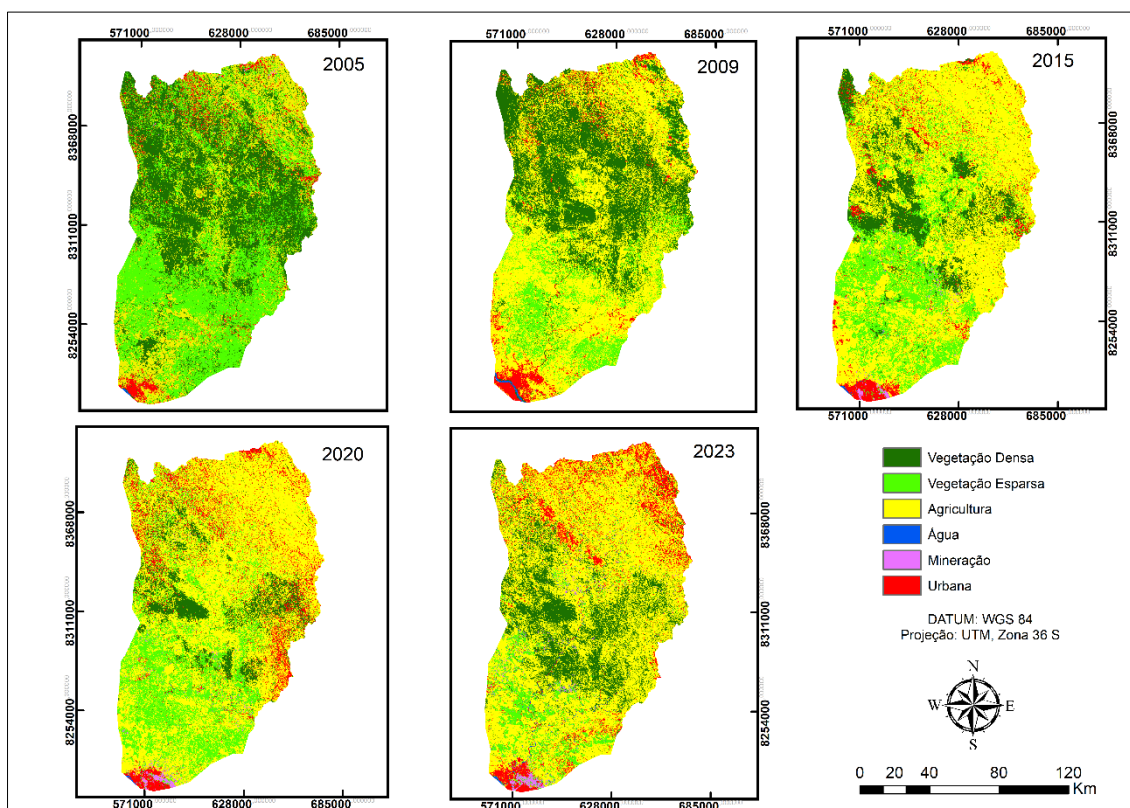 571000 628000 685000
2005
8368000
8311000
8254000
571000 628000 685000
2009
571000 628000 685000
2015
8368000
8311000
8254000
571000 628000 685000
2020
8368000
8311000
8254000
571000 628000 685000
2023
8368000
8311000
8254000
571000 628000 685000
Vegetação Densa
Vegetação Esparsa
Agricultura
Água
Mineração
Urbana
DATUM: WGS 84
Projeção: UTM, Zona 36 S
N
W E
S
0 20 40 80 120
Km